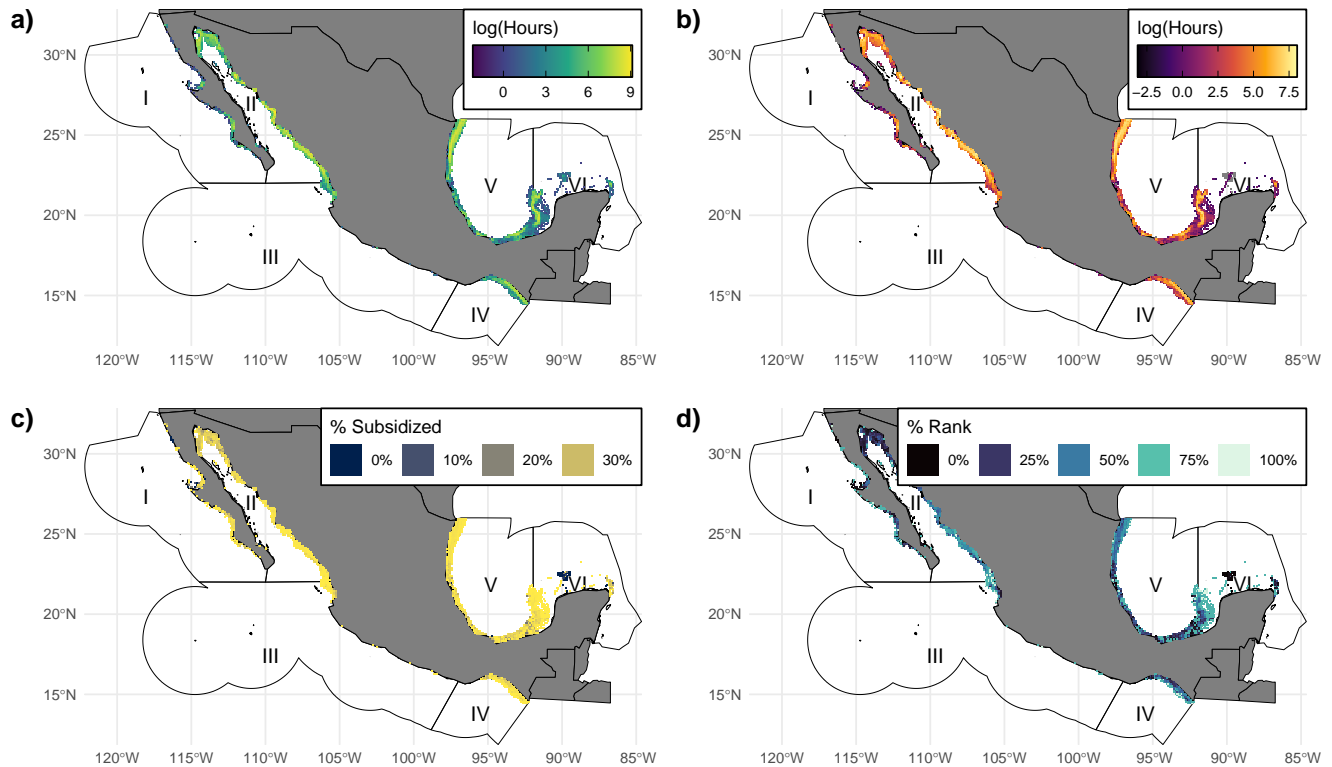 a)
log(Hours)
0 3 6 9
30°N
25°N
20°N
15°N
I
II
III
IV
V
VI
120°W 115°W 110°W 105°W 100°W 95°W 90°W 85°W
b)
log(Hours)
−2.5 0.0 2.5 5.0 7.5
30°N
25°N
20°N
15°N
I
II
III
IV
V
VI
120°W 115°W 110°W 105°W 100°W 95°W 90°W 85°W
c)
% Subsidized
0% 10% 20% 30%
30°N
25°N
20°N
15°N
I
II
III
IV
V
VI
120°W 115°W 110°W 105°W 100°W 95°W 90°W 85°W
d)
% Rank
0% 25% 50% 75% 100%
30°N
25°N
20°N
15°N
I
II
III
IV
V
VI
120°W 115°W 110°W 105°W 100°W 95°W 90°W 85°W